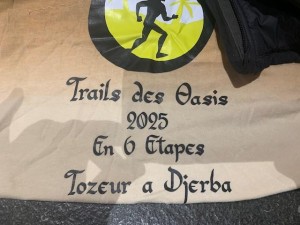 Trails des Oasis
2025
En 6 Etapes
Tozeur a Djerba